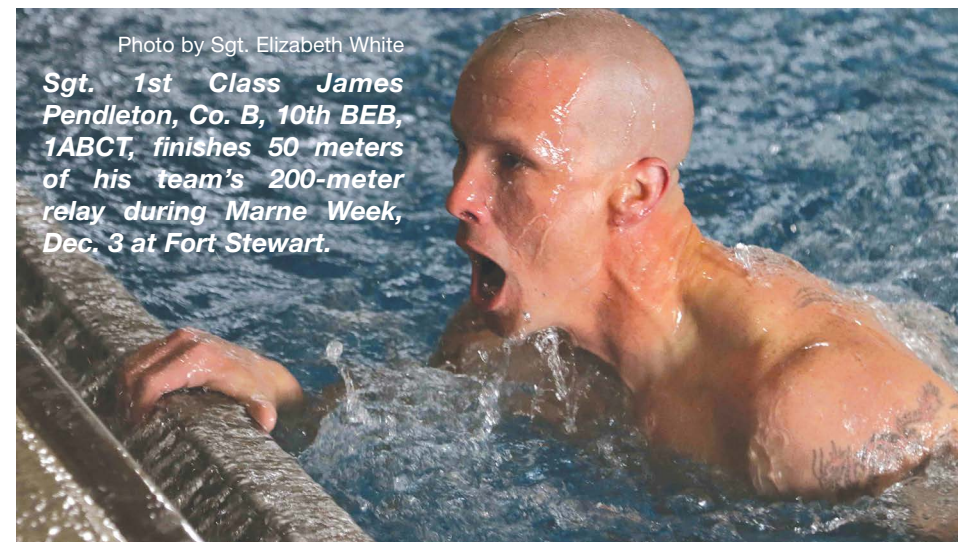 Photo by Sgt. Elizabeth White
Sgt. 1st Class James
Pendleton, Co. B, 10th BEB,
1ABCT, finishes 50 meters
of his team’s 200-meter
relay during Marne Week,
Dec. 3 at Fort Stewart.